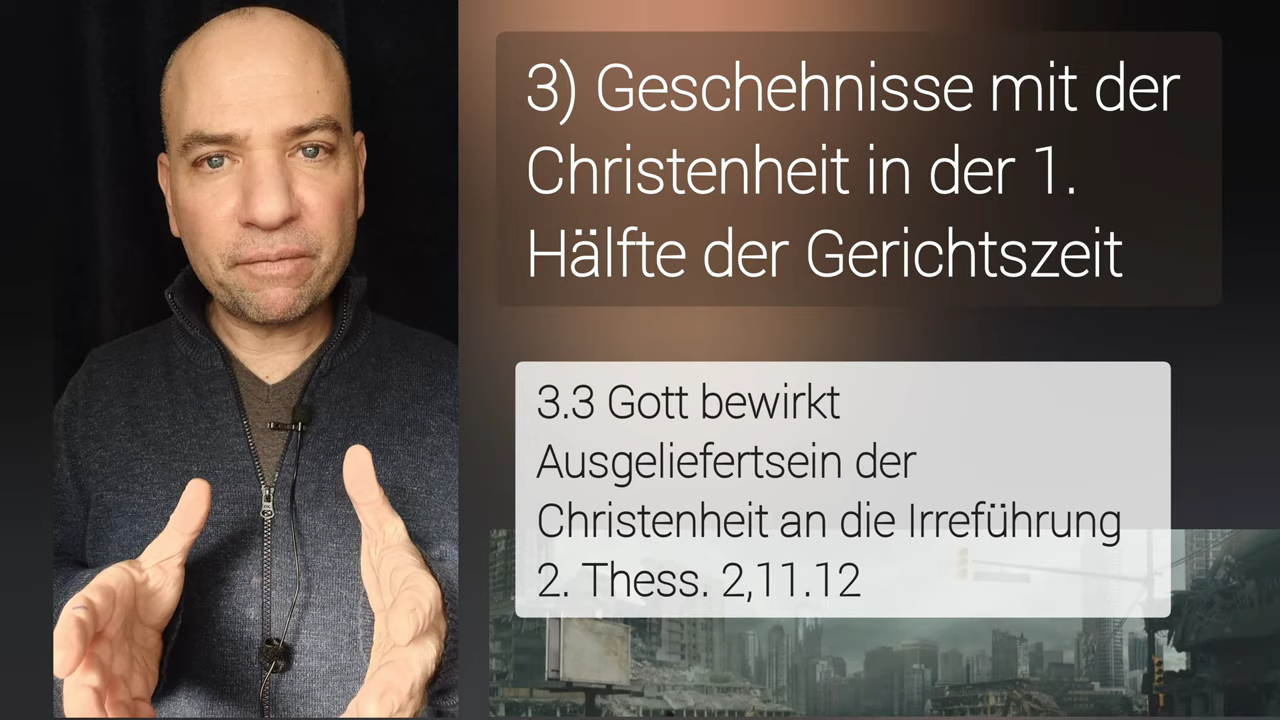 3) Geschehnisse mit der
Christenheit in der 1.
Hälfte der Gerichtszeit
3.3 Gott bewirkt
Ausgeliefertsein der
Christenheit an die Irreführung
2. Thess. 2,11.12